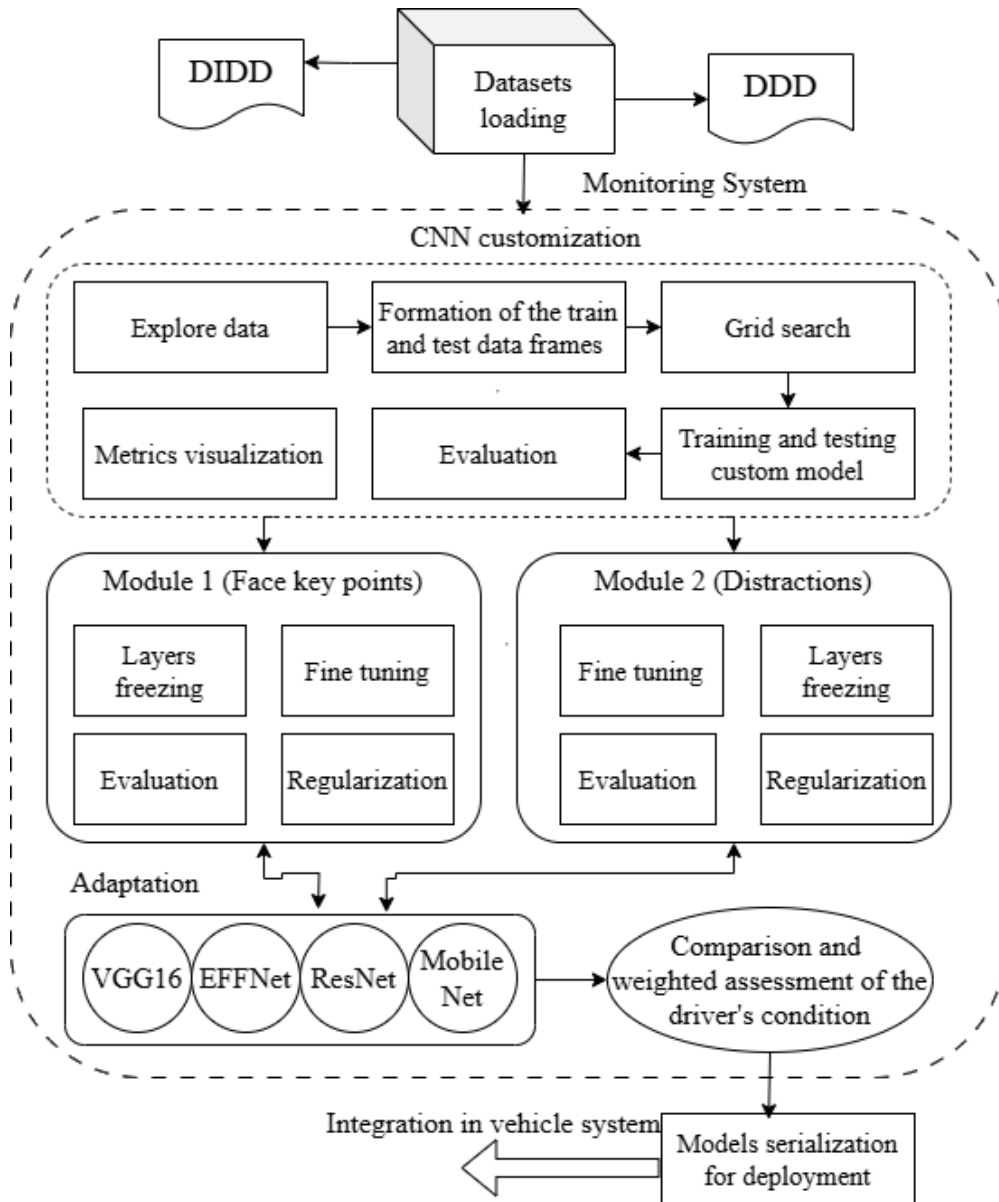 DIDD
Datasets
loading
DDD
Monitoring System
CNN customization
Explore data
Formation of the train
and test data frames
Grid search
Metrics visualization
Evaluation
Training and testing
custom model
Module 1 (Face key points)
Layers
freezing
Fine tuning
Evaluation
Regularization
Module 2 (Distractions)
Fine tuning
Layers
freezing
Evaluation
Regularization
Adaptation
VGG16
EFFNet
ResNet
Mobile
Net
Comparison and
weighted assessment of the
driver's condition
Integration in vehicle system
Models serialization
for deployment